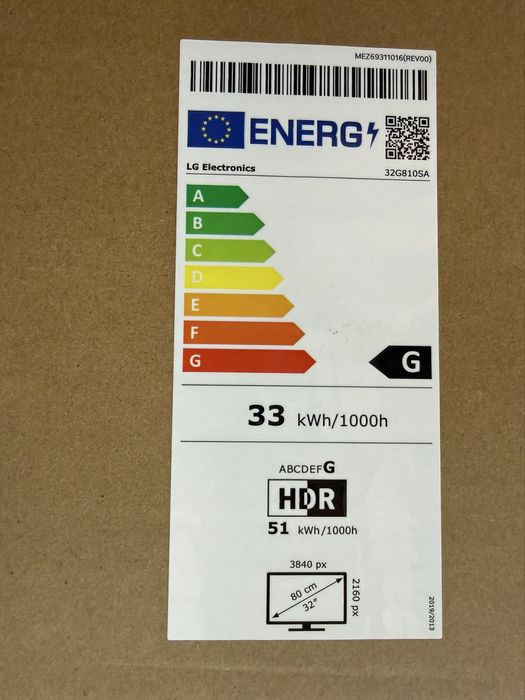 MEZ69311016(REV00)
ENERG
LG Electronics
32G810SA
A
B
C
D
E
F
G
G
33 kWh/1000h
ABCDEFG
HDR
51 kWh/1000h
3840 px
80 cm
32"
2160 px
2019/2013